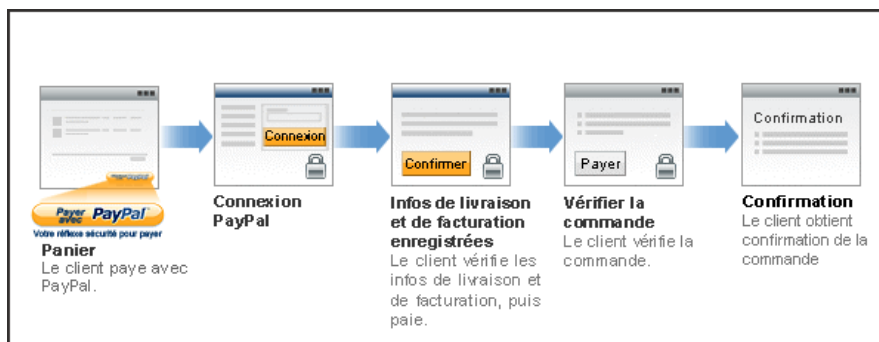 Payer avec PayPal
Votre réflexe sécurité pour payer
Panier
Le client paye avec
PayPal.
Connexion
Connexion
PayPal
Confirmer
Infos de livraison
et de facturation
enregistrées
Le client vérifie les
infos de livraison et
de facturation, puis
paie.
Payer
Vérifier la
commande
Le client vérifie la
commande.
Confirmation
Confirmation
Le client obtient
confirmation de la
commande